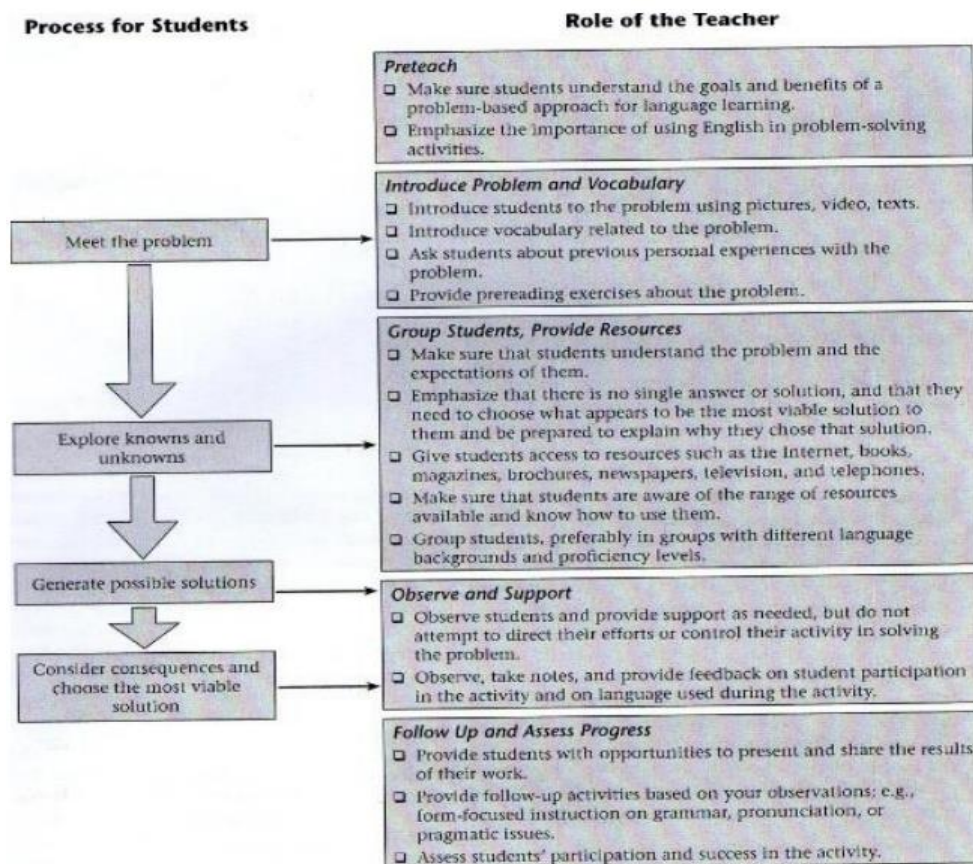 Process for Students
Role of the Teacher
Preteach
❑ Make sure students understand the goals and benefits of a
problem-based approach for language learning.
❑ Emphasize the importance of using English in problem-solving
activities.
Meet the problem
Introduce Problem and Vocabulary
❑ Introduce students to the problem using pictures, video, texts.
❑ Introduce vocabulary related to the problem.
❑ Ask students about previous personal experiences with the
problem.
❑ Provide prereading exercises about the problem.
Explore knowns and
unknowns
Group Students, Provide Resources
❑ Make sure that students understand the problem and the
expectations of them.
❑ Emphasize that there is no single answer or solution, and that they
need to choose what appears to be the most viable solution to
them and be prepared to explain why they chose that solution.
❑ Give students access to resources such as the Internet, books,
magazines, brochures, newspapers, television, and telephones.
❑ Make sure that students are aware of the range of resources
available and know how to use them.
❑ Group students, preferably in groups with different language
backgrounds and proficiency levels.
Generate possible solutions
Consider consequences and
choose the most viable
solution
Observe and Support
❑ Observe students and provide support as needed, but do not
attempt to direct their efforts or control their activity in solving
the problem.
❑ Observe, take notes, and provide feedback on student participation
in the activity and on language used during the activity.
Follow Up and Assess Progress
❑ Provide students with opportunities to present and share the results
of their work.
❑ Provide follow-up activities based on your observations; e.g.,
form-focused instruction on grammar, pronunciation, or
pragmatic issues.
❑ Assess students' participation and success in the activity.